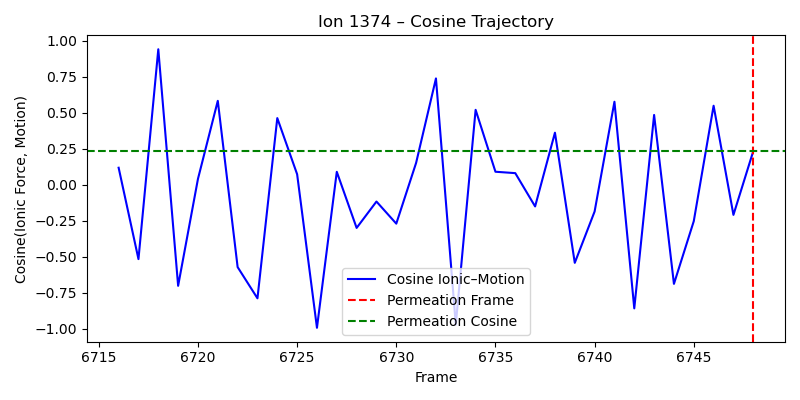 Ion 1374 – Cosine Trajectory
Cosine(Ionic Force, Motion)
1.00
0.75
0.50
0.25
0.00
−0.25
−0.50
−0.75
−1.00
Cosine Ionic–Motion
Permeation Frame
Permeation Cosine
6715
6720
6725
6730
6735
6740
6745
Frame